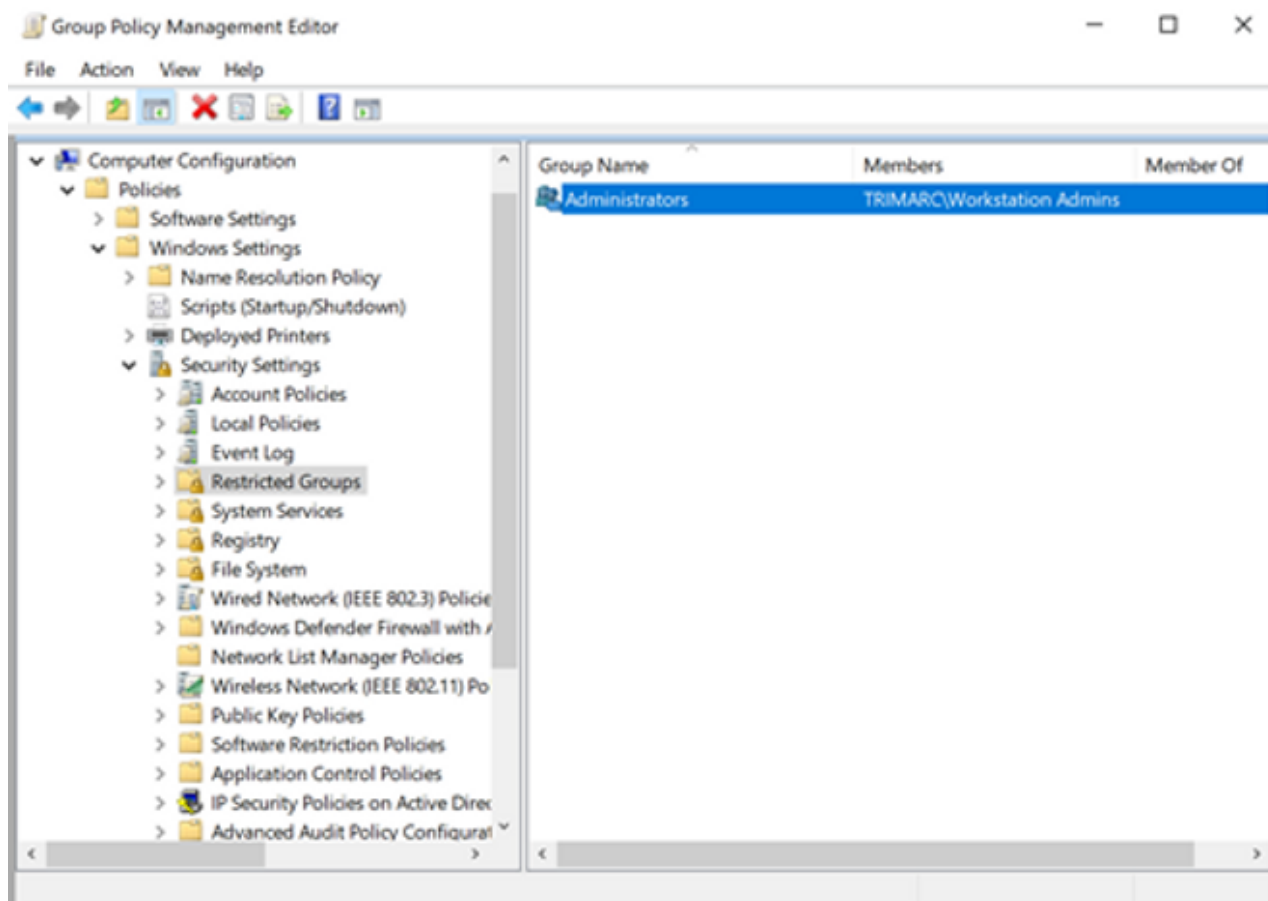 Group Policy Management Editor
File Action View Help
Computer Configuration
Policies
Software Settings
Windows Settings
Name Resolution Policy
Scripts (Startup/Shutdown)
Deployed Printers
Security Settings
Account Policies
Local Policies
Event Log
Restricted Groups
System Services
Registry
File System
Wired Network (IEEE 802.3) Policie
Windows Defender Firewall with A
Network List Manager Policies
Wireless Network (IEEE 802.11) Po
Public Key Policies
Software Restriction Policies
Application Control Policies
IP Security Policies on Active Direc
Advanced Audit Policy Configurat
Group Name Members Member Of
Administrators TRIMARC\Workstation Admins